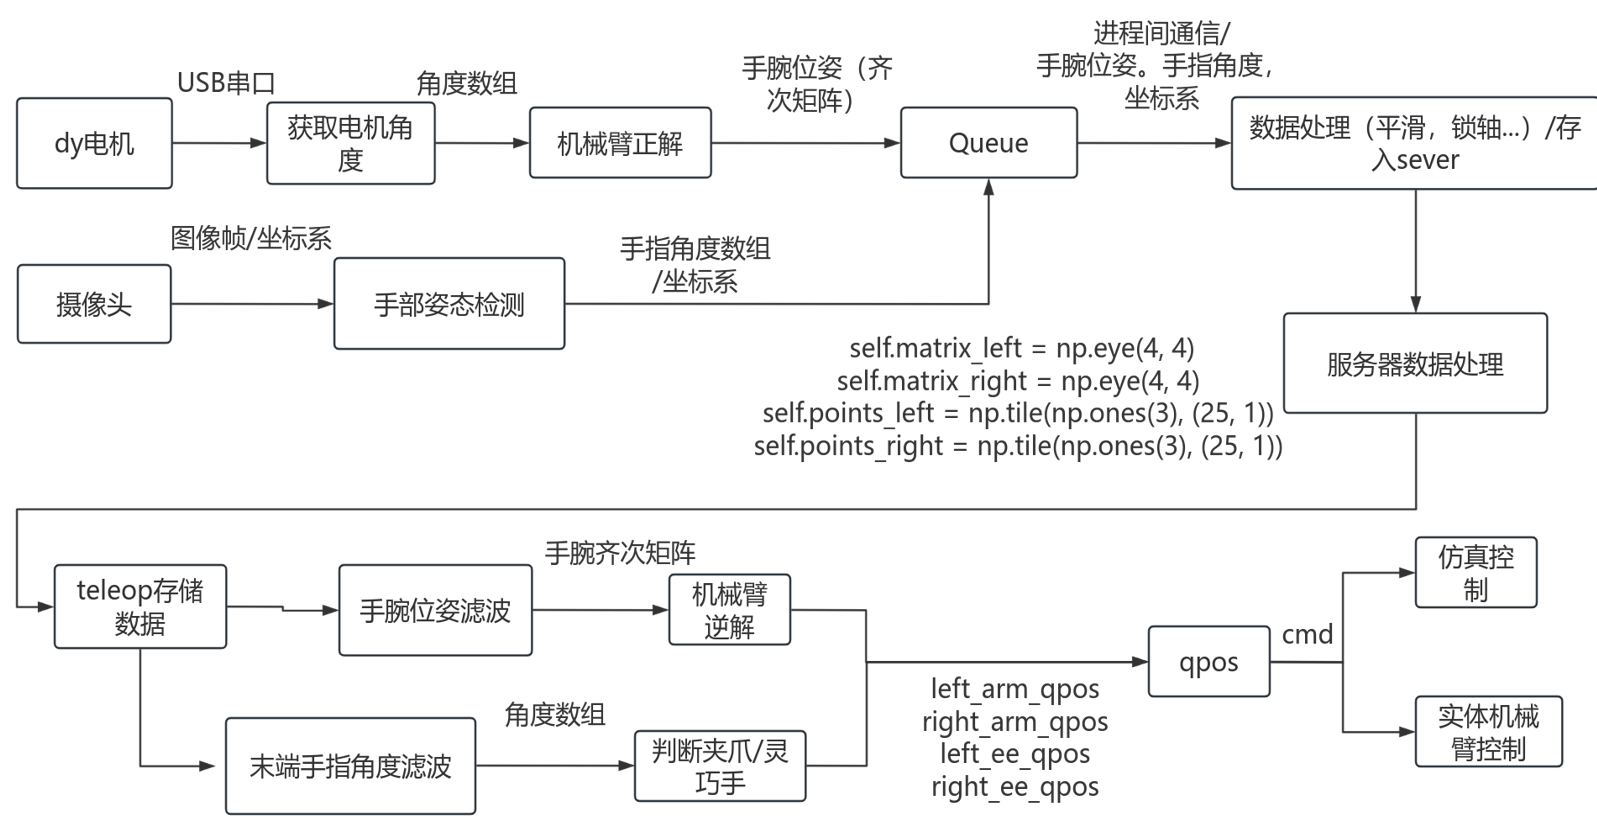 进程间通信/
手腕位姿。手指角度，
坐标系
手腕位姿（齐
次矩阵）
USB串口
角度数组
dy电机
获取电机角
度
机械臂正解
Queue
数据处理（平滑，锁轴...）/存
入sever
图像帧/坐标系
手指角度数组
/坐标系
摄像头
手部姿态检测
self.matrix_left = np.eye(4, 4)
self.matrix_right = np.eye(4, 4)
self.points_left = np.tile(np.ones(3), (25, 1))
self.points_right = np.tile(np.ones(3), (25, 1))
服务器数据处理
手腕齐次矩阵
teleop存储
数据
手腕位姿滤波
机械臂
逆解
仿真控
制
cmd
qpos
left_arm_qpos
right_arm_qpos
left_ee_qpos
right_ee_qpos
角度数组
末端手指角度滤波
判断夹爪/灵
巧手
实体机械
臂控制